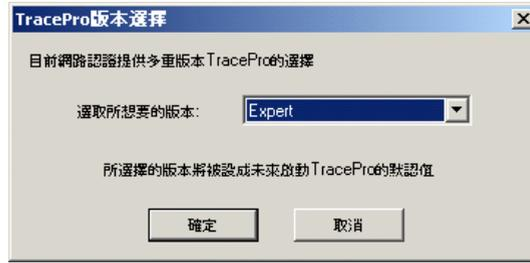 TracePro版本選擇
目前網路認證提供多重版本TracePro的選擇
選取所想要的版本: Expert
所選擇的版本將被設成未來啟動TracePro的默認值
確定 取消